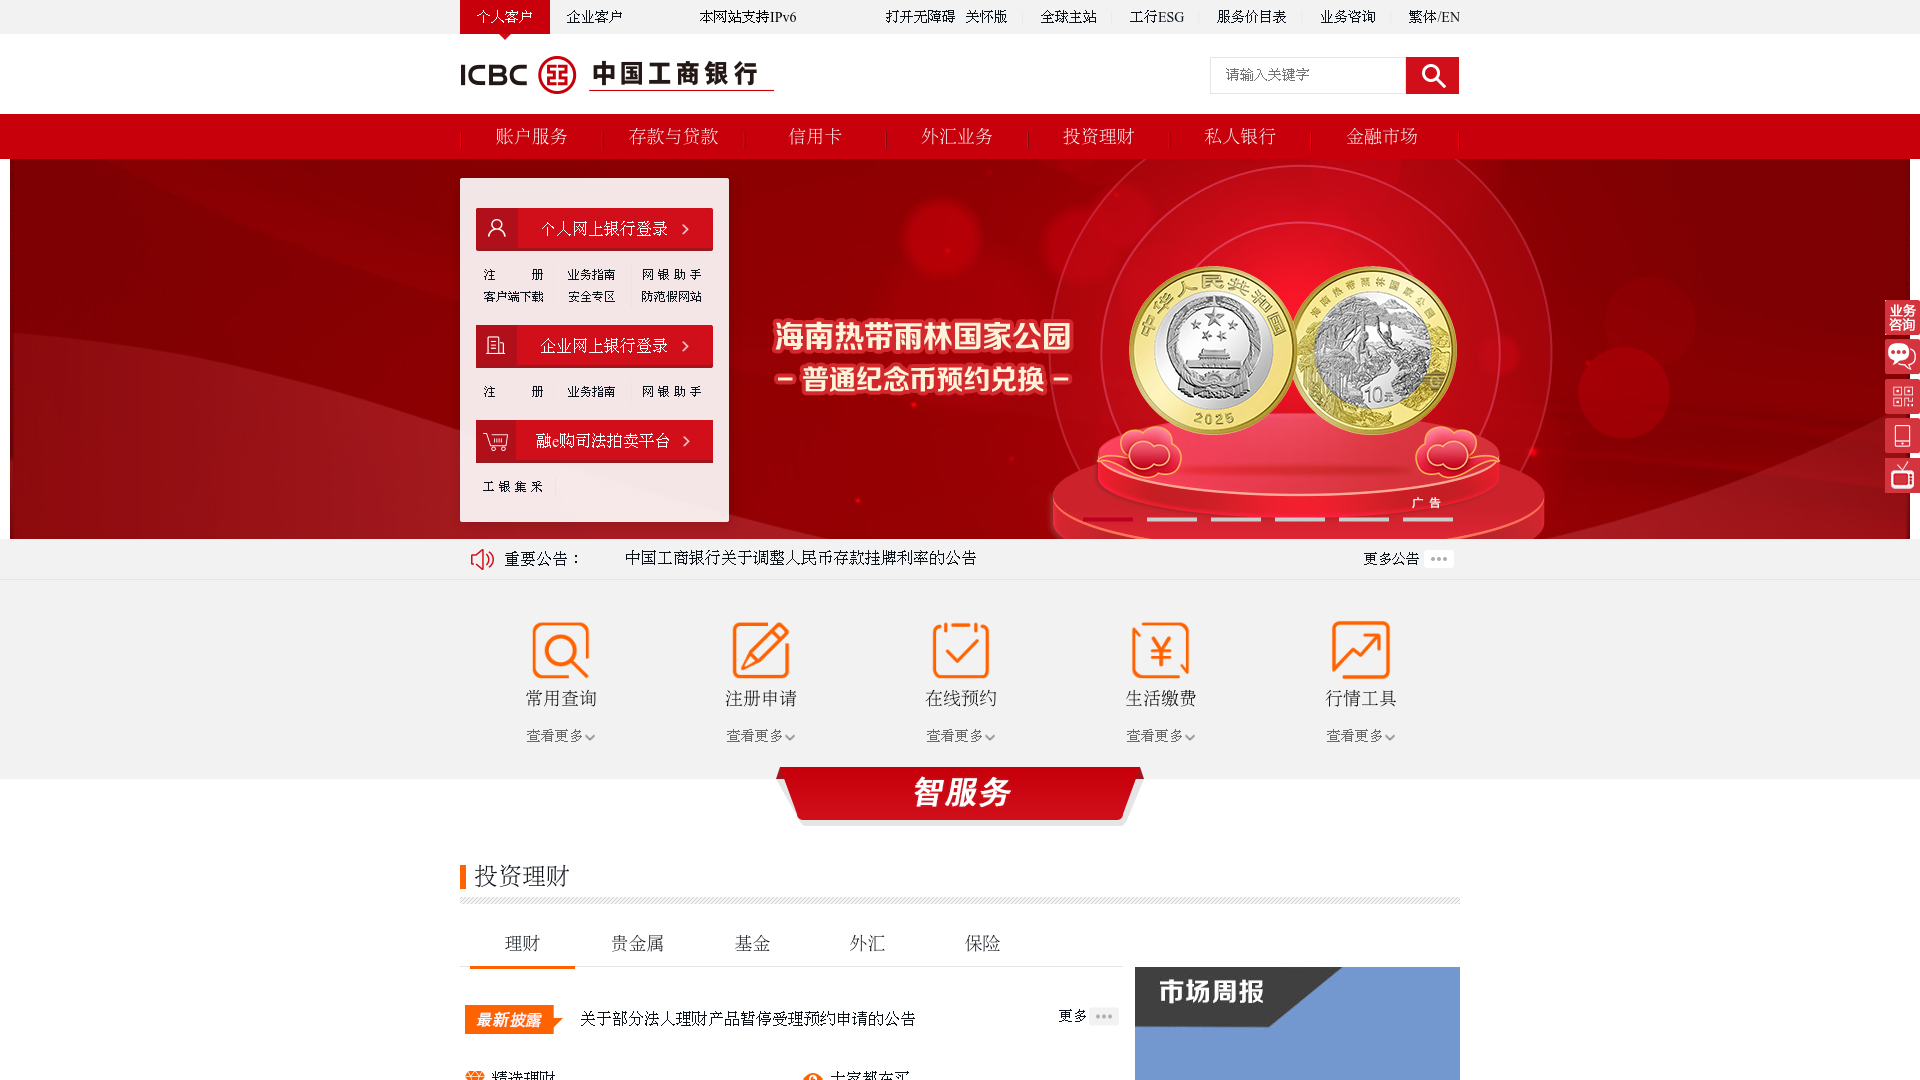 个人客户 企业客户 本网站支持IPv6 打开无障碍 关怀版 全球主站 工行ESG 服务价目表 业务咨询 繁体/EN
ICBC 中国工商银行
请输入关键字
账户服务 存款与贷款 信用卡 外汇业务 投资理财 私人银行 金融市场
个人网上银行登录
注 册 业务指南 网银助手
客户端下载 安全专区 防范假网站
企业网上银行登录
注 册 业务指南 网银助手
融e购司法拍卖平台
工银集采
海南热带雨林国家公园
– 普通纪念币预约兑换 –
中华人民共和国
2025
海南热带雨林国家公园
10元
广告
业务
咨询
重要公告： 中国工商银行关于调整人民币存款挂牌利率的公告 更多公告
常用查询 注册申请 在线预约 生活缴费 行情工具
查看更多 查看更多 查看更多 查看更多 查看更多
智服务
投资理财
理财 贵金属 基金 外汇 保险
市场周报
最新披露 关于部分法人理财产品暂停受理预约申请的公告 更多
精选理财 大家都在买